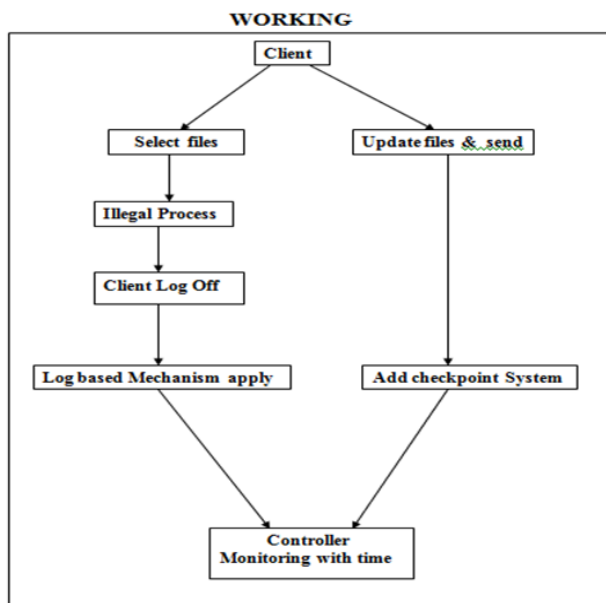 WORKING
Client
Select files
Update files & send
Illegal Process
Client Log Off
Log based Mechanism apply
Add checkpoint System
Controller
Monitoring with time